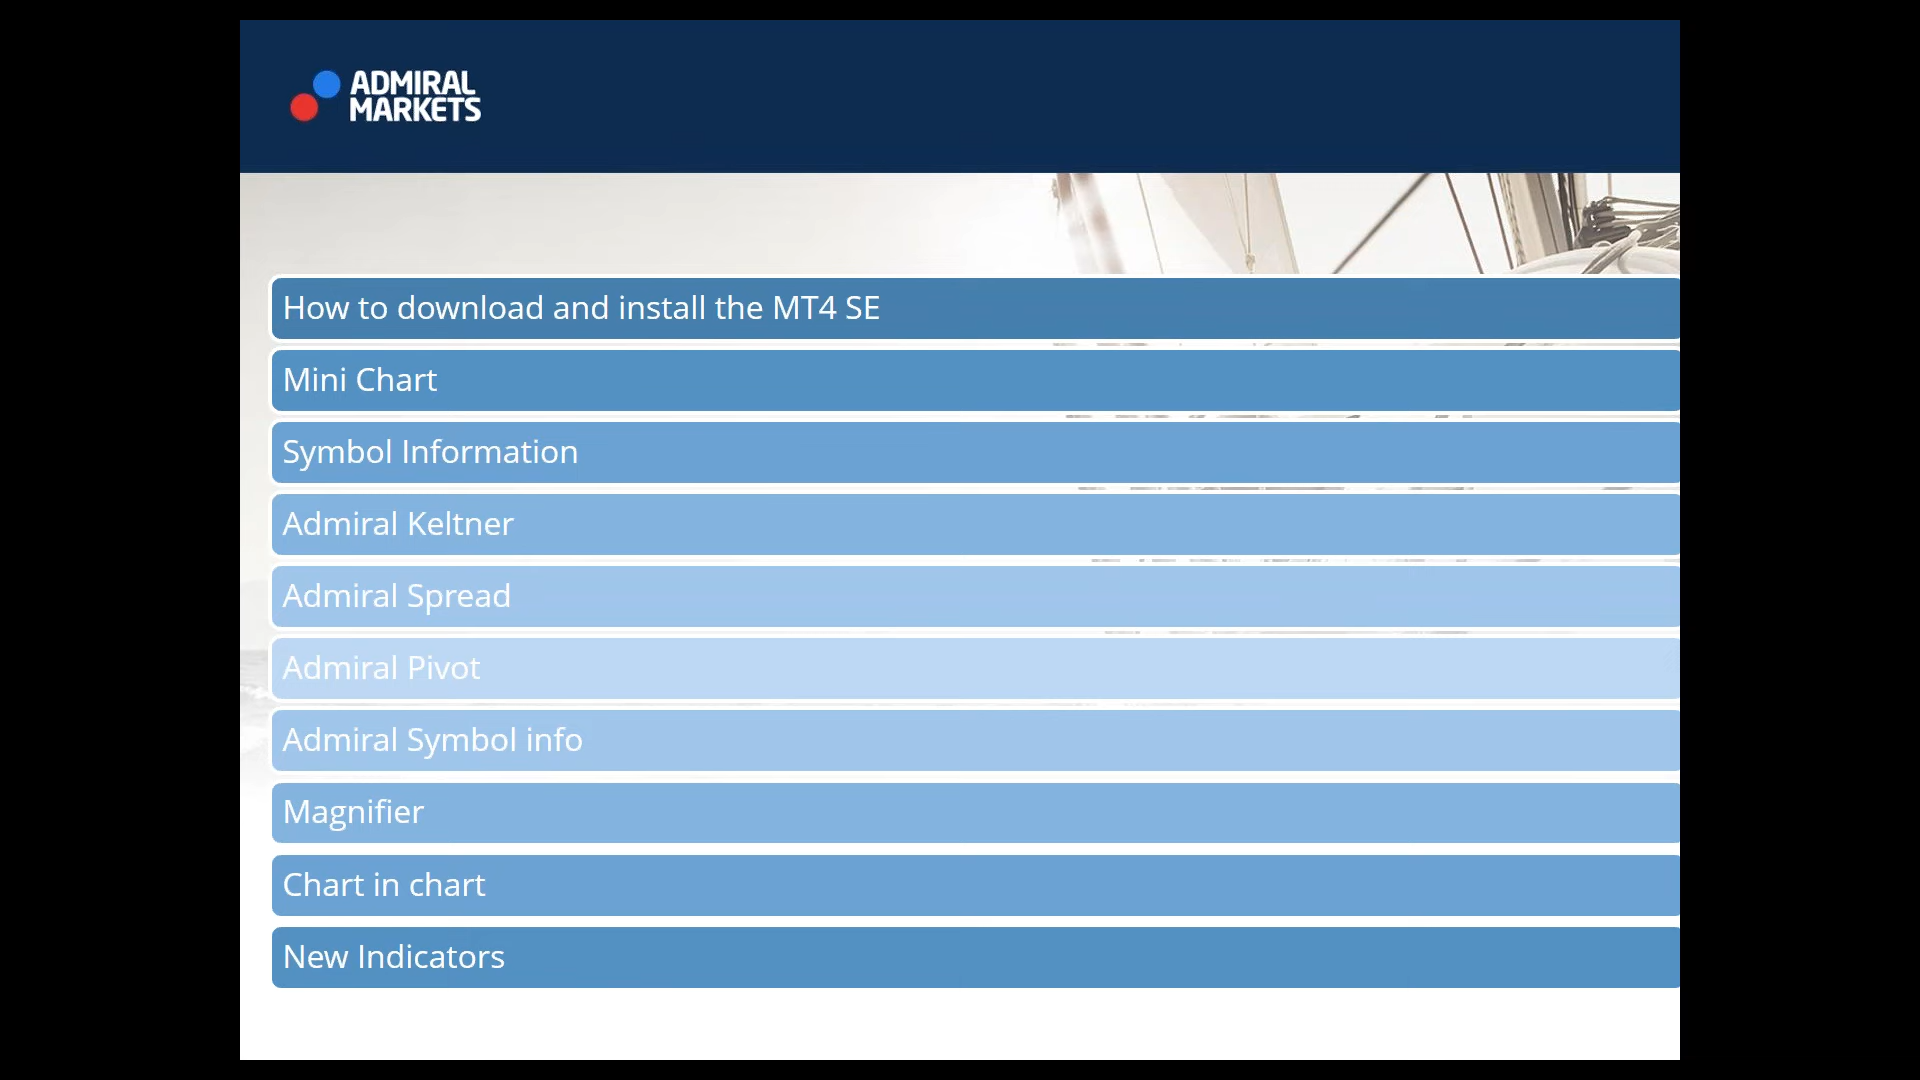 ADMIRAL
MARKETS
How to download and install the MT4 SE
Mini Chart
Symbol Information
Admiral Keltner
Admiral Spread
Admiral Pivot
Admiral Symbol info
Magnifier
Chart in chart
New Indicators